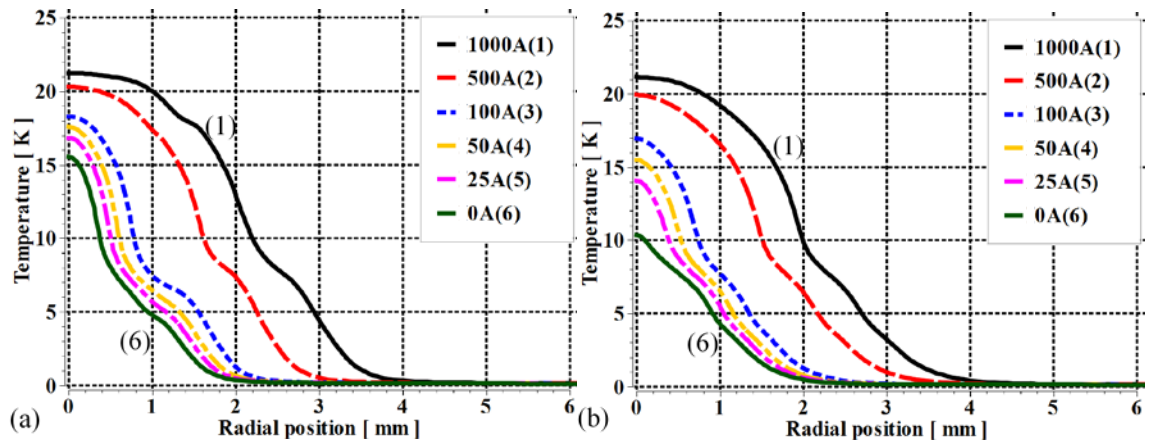 25
20
15
10
5
0
Temperature [ K ]
1000A(1)
500A(2)
100A(3)
50A(4)
25A(5)
0A(6)
(1)
(6)
0 1 2 3 4 5 6
Radial position [ mm ]
(a)
25
20
15
10
5
0
Temperature [ K ]
1000A(1)
500A(2)
100A(3)
50A(4)
25A(5)
0A(6)
(1)
(6)
0 1 2 3 4 5 6
Radial position [ mm ]
(b)